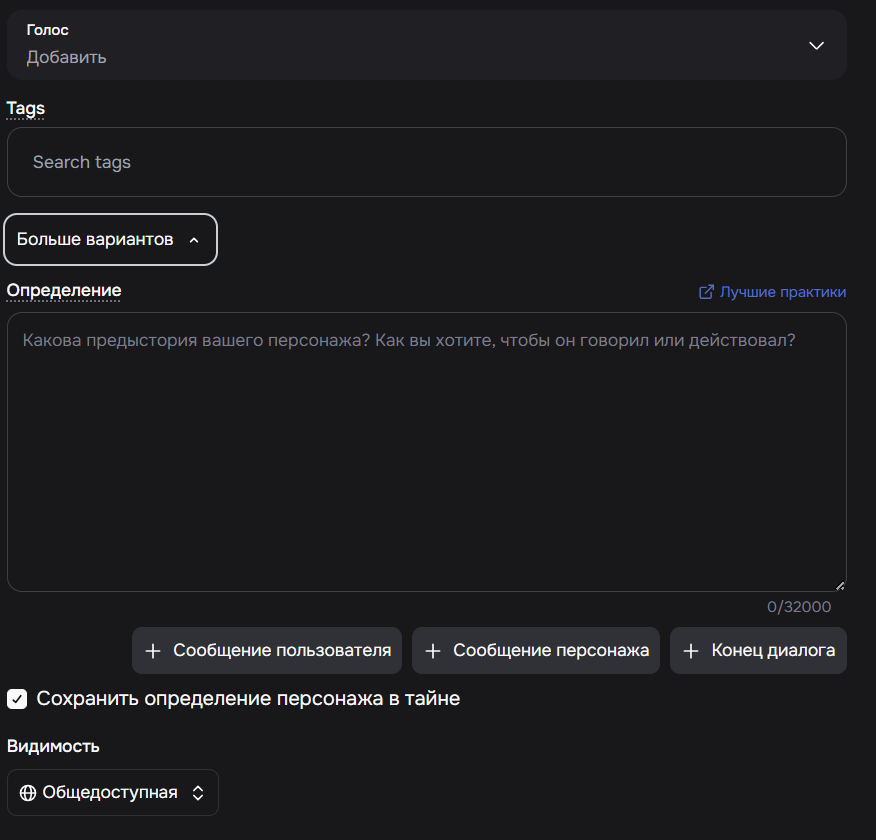 Голос
Добавить
Tags
Search tags
Больше вариантов
Определение
Лучшие практики
Какова предыстория вашего персонажа? Как вы хотите, чтобы он говорил или действовал?
0/32000
Сообщение пользователя
Сообщение персонажа
Конец диалога
Сохранить определение персонажа в тайне
Видимость
Общедоступная